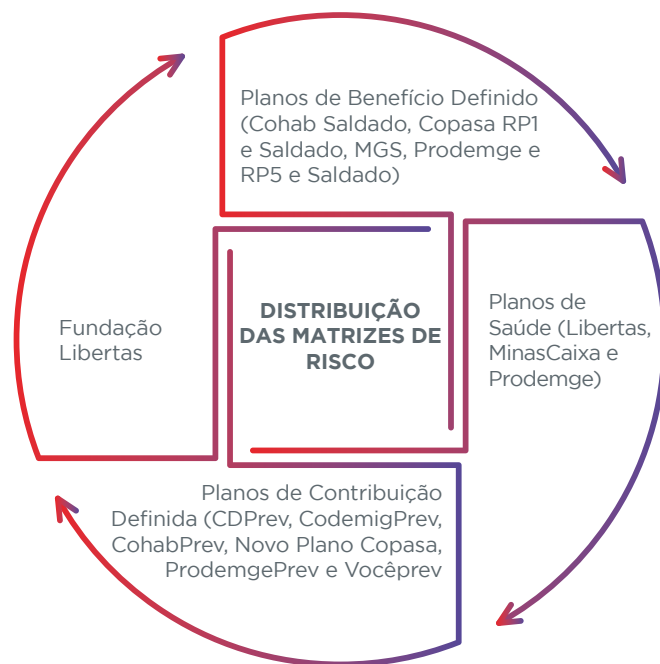 Planos de Benefício Definido
(Cohab Saldado, Copasa RP1
e Saldado, MGS, Prodemge e
RP5 e Saldado)
Fundação
Libertas
DISTRIBUIÇÃO
DAS MATRIZES DE
RISCO
Planos de
Saúde (Libertas,
MinasCaixa e
Prodemge)
Planos de Contribuição
Definida (CDPrev, CodemigPrev,
CohabPrev, Novo Plano Copasa,
ProdemgePrev e Vocêprev